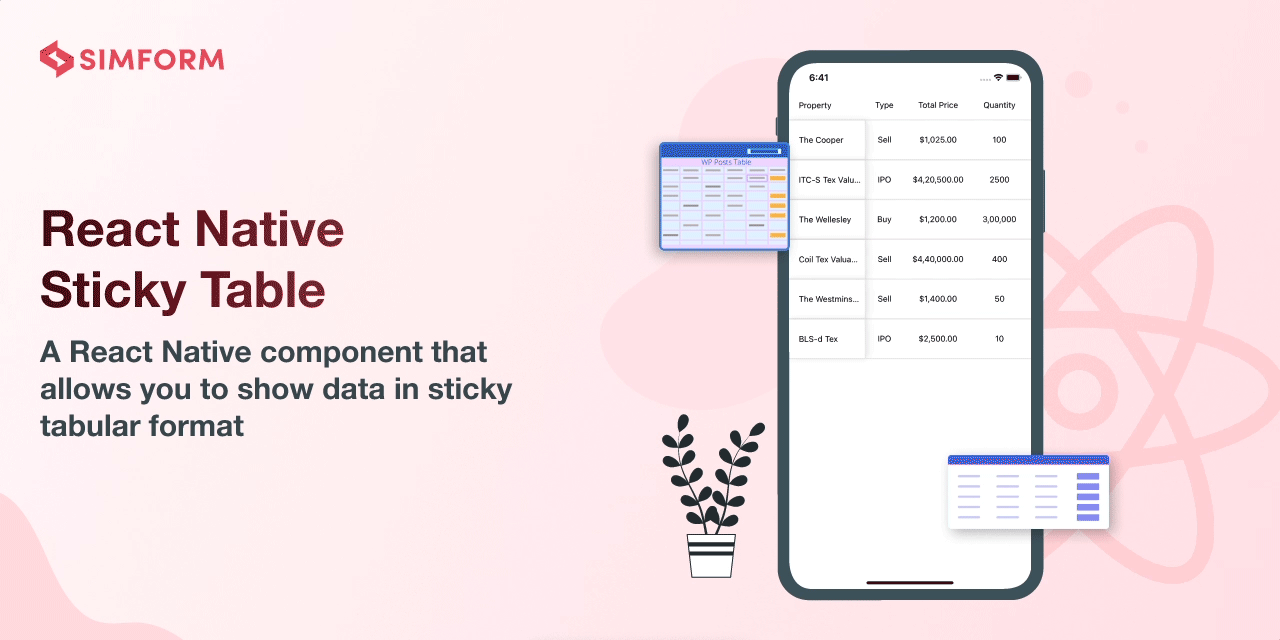 SIMFORM
React Native
Sticky Table
A React Native component that
allows you to show data in sticky
tabular format
WP Posts Table
6:41
Property Type Total Price Quantity
The Cooper Sell $1,025.00 100
ITC-S Tex Valu... IPO $4,20,500.00 2500
The Wellesley Buy $1,200.00 3,00,000
Coil Tex Valua... Sell $4,40,000.00 400
The Westmins... Sell $1,400.00 50
BLS-d Tex IPO $2,500.00 10